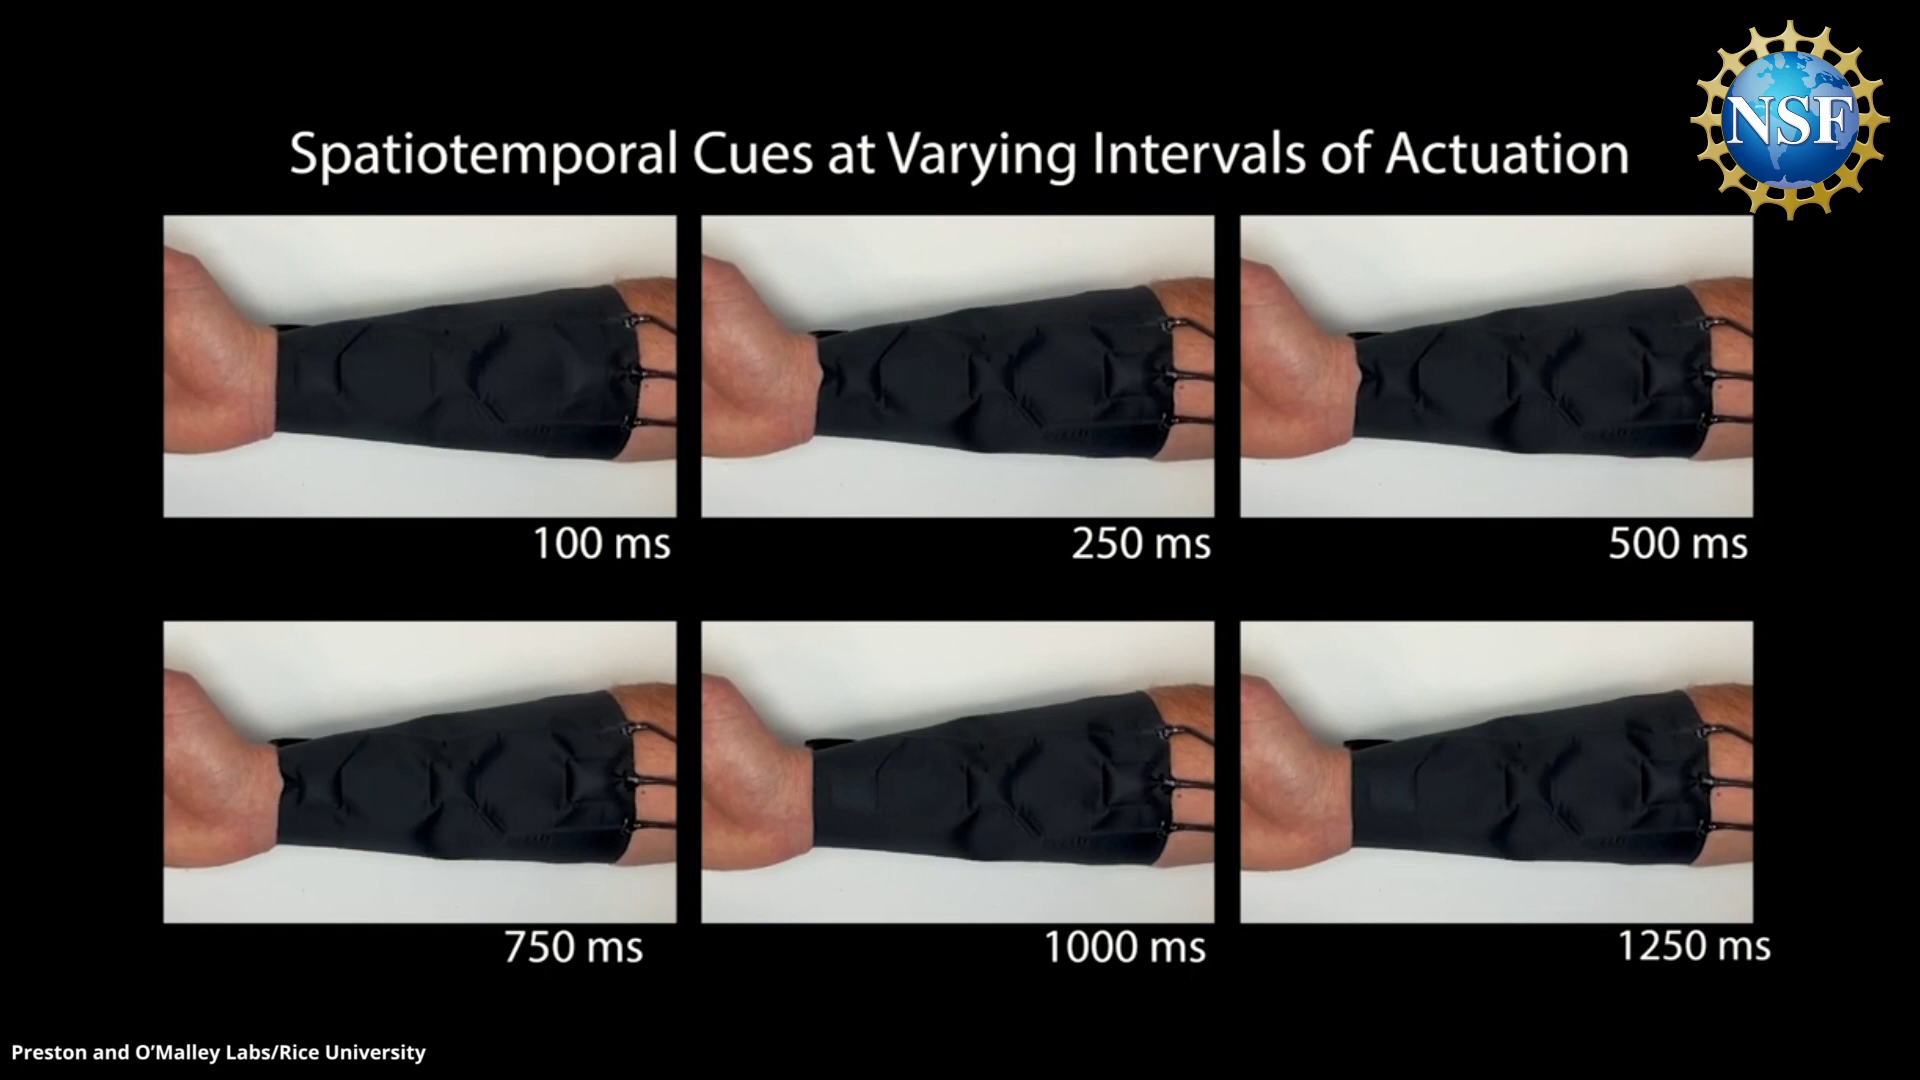 NSF
Spatiotemporal Cues at Varying Intervals of Actuation
100 ms
250 ms
500 ms
750 ms
1000 ms
1250 ms
Preston and O'Malley Labs/Rice University